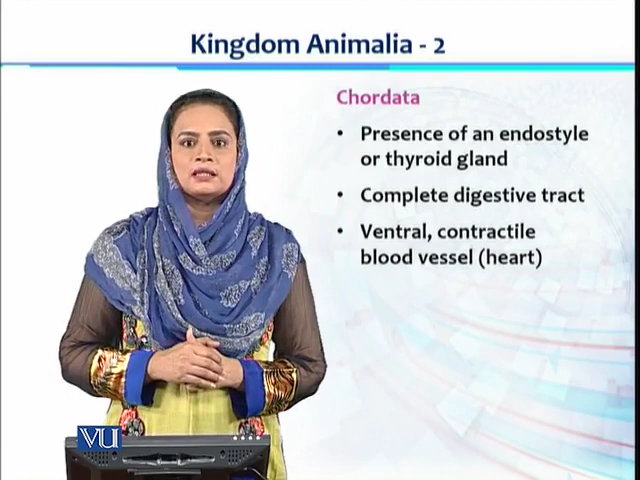 Kingdom Animalia - 2
Chordata
• Presence of an endostyle
or thyroid gland
• Complete digestive tract
• Ventral, contractile
blood vessel (heart)
VU